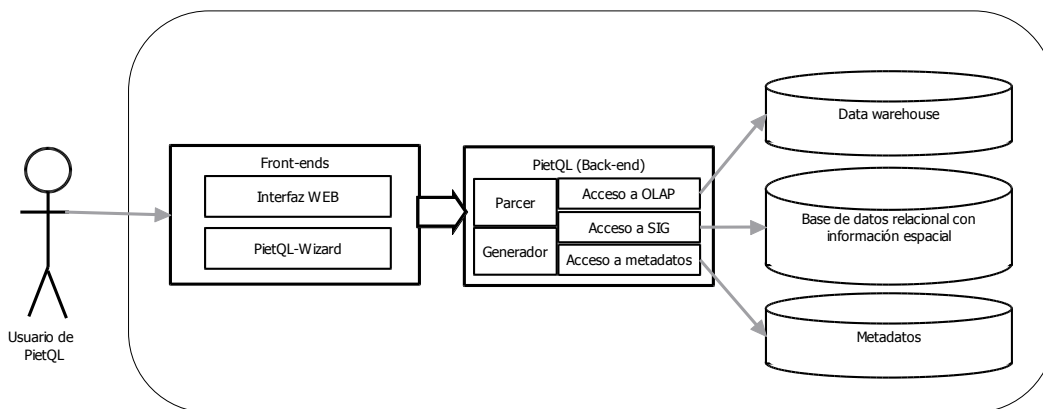 Usuario de
PietQL
Front-ends
Interfaz WEB
PietQL-Wizard
PietQL (Back-end)
Parcer
Generador
Acceso a OLAP
Acceso a SIG
Acceso a metadatos
Data warehouse
Base de datos relacional con
información espacial
Metadatos